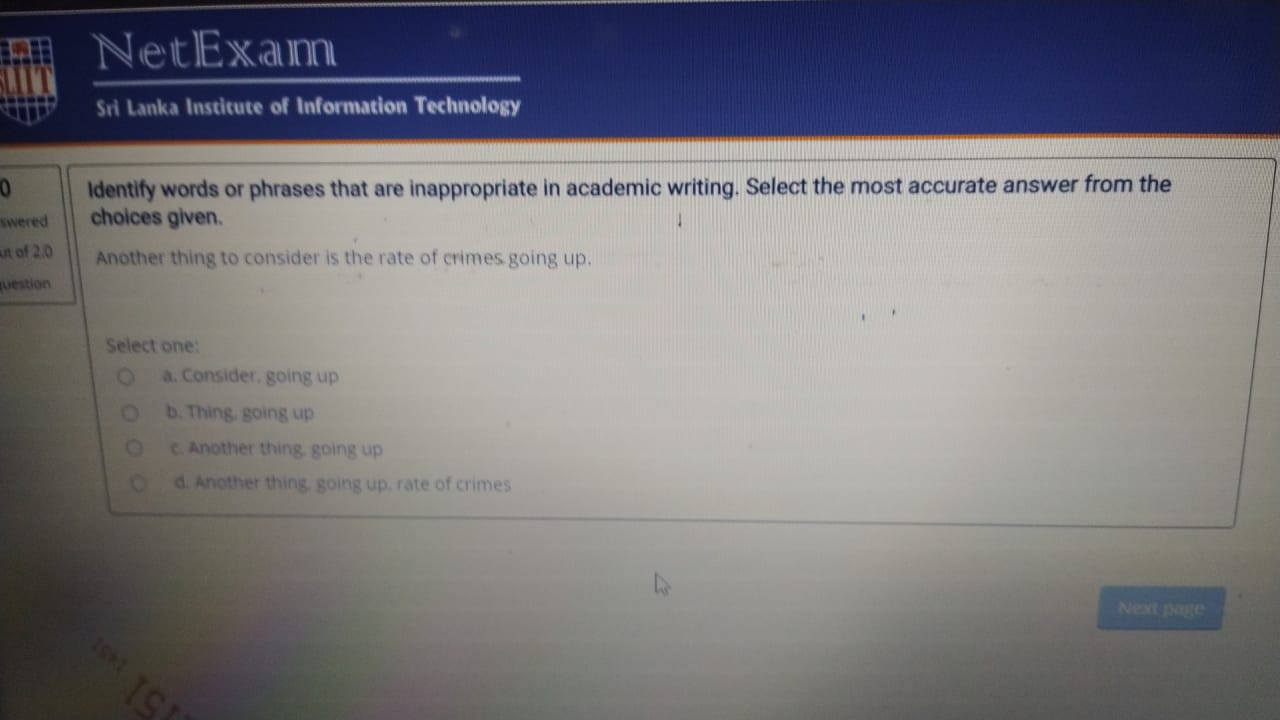 SLIIT
NetExam
Sri Lanka Institute of Information Technology
0
swered
ut of 2.0
question
Identify words or phrases that are inappropriate in academic writing. Select the most accurate answer from the
choices given.
Another thing to consider is the rate of crimes going up.
Select one:
a. Consider, going up
b. Thing, going up
c. Another thing, going up
d. Another thing, going up, rate of crimes
Next page